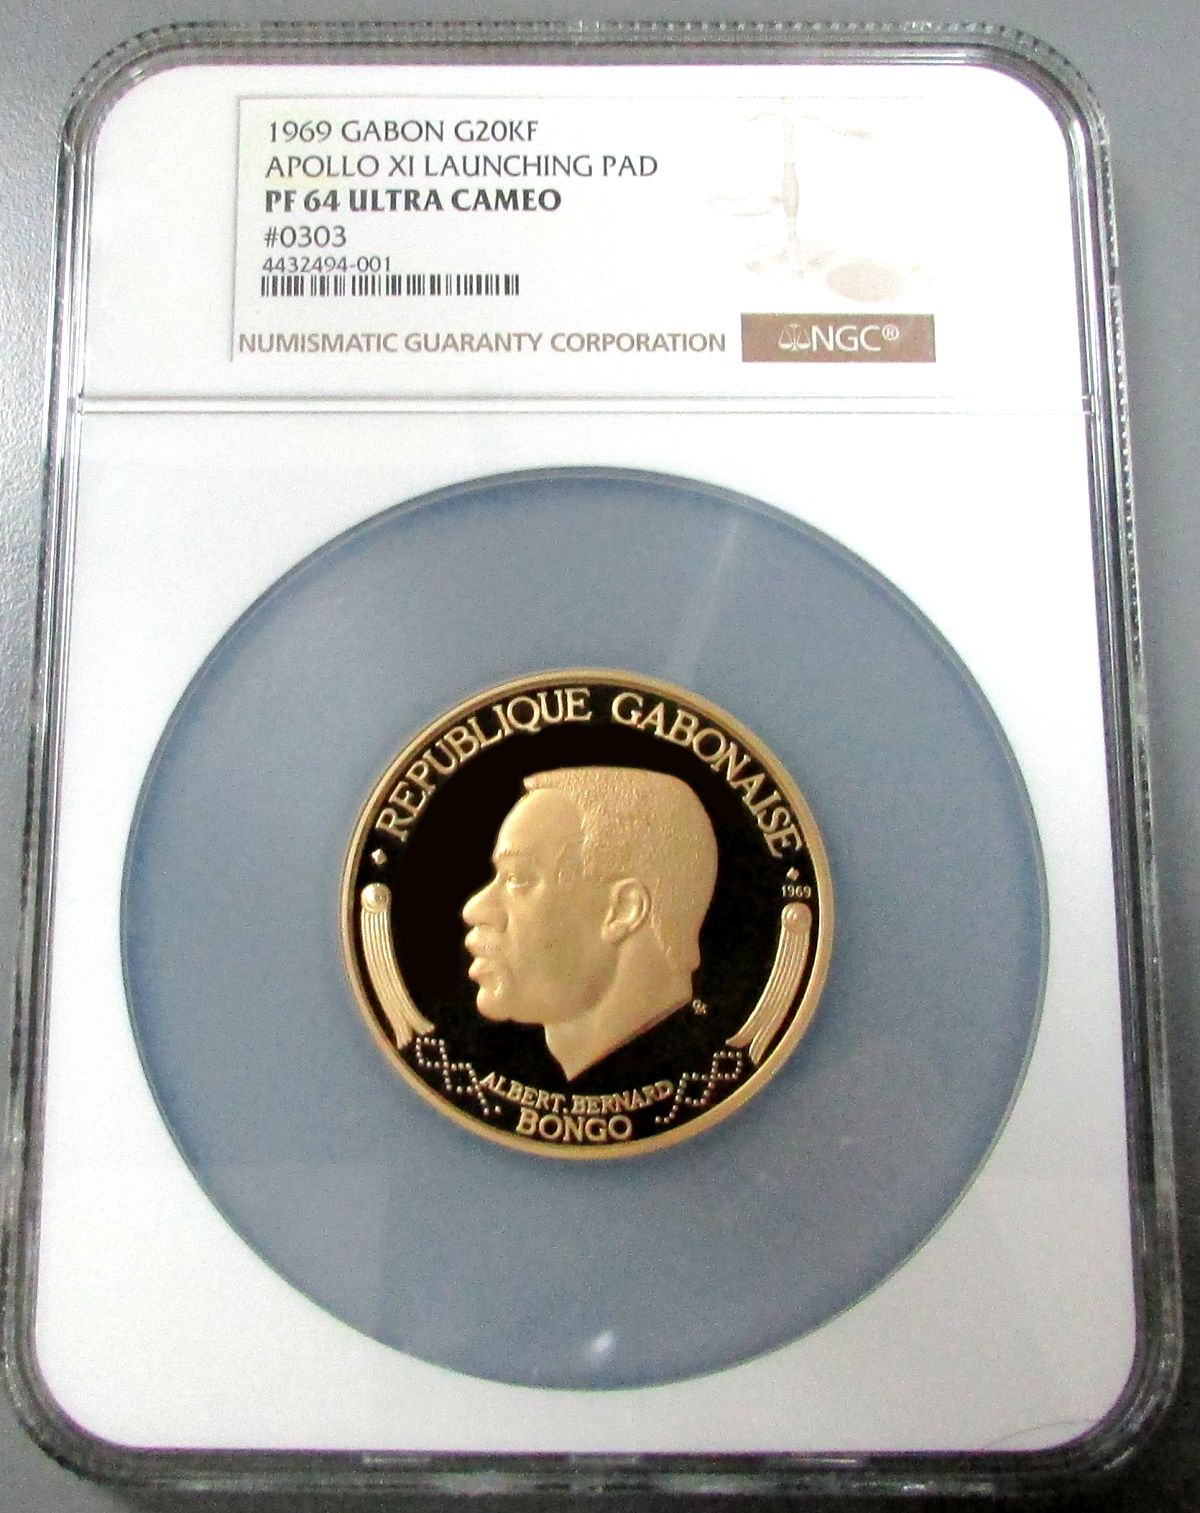 1969 GABON G20KF
APOLLO XI LAUNCHING PAD
PF 64 ULTRA CAMEO
#0303
4432494-001
NUMISMATIC GUARANTY CORPORATION
NGC®
REPUBLIQUE GABONAISE
1969
ALBERT.BERNARD
BONGO